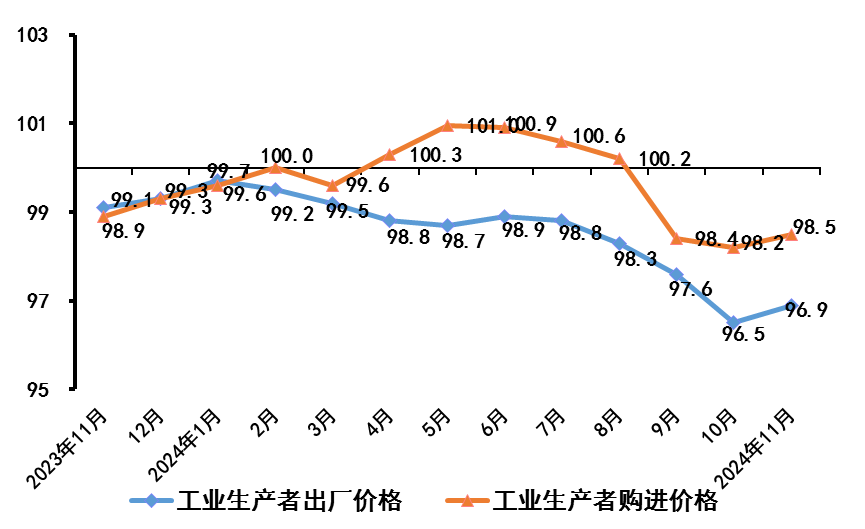 103
101
99
97
95
99.1
99.3
99.7
99.2
99.5
98.8
98.7
98.9
98.8
98.3
97.6
96.5
96.9
98.9
99.3
99.6
100.0
99.6
100.3
101.0
100.9
100.6
100.2
98.4
98.2
98.5
2023年11月
12月
2024年1月
2月
3月
4月
5月
6月
7月
8月
9月
10月
2024年11月
工业生产者出厂价格
工业生产者购进价格